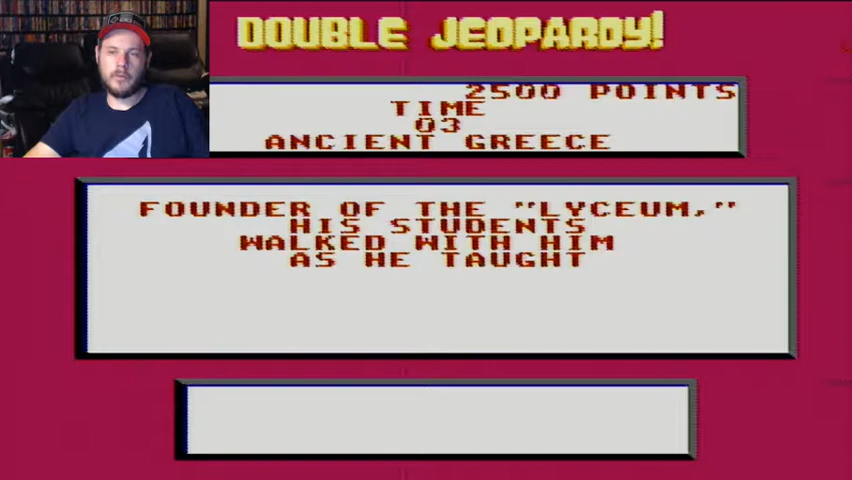 DOUBLE JEOPARDY!
2500 POINTS
TIME
03
ANCIENT GREECE
FOUNDER OF THE "LYCEUM,"
HIS STUDENTS
WALKED WITH HIM
AS HE TAUGHT